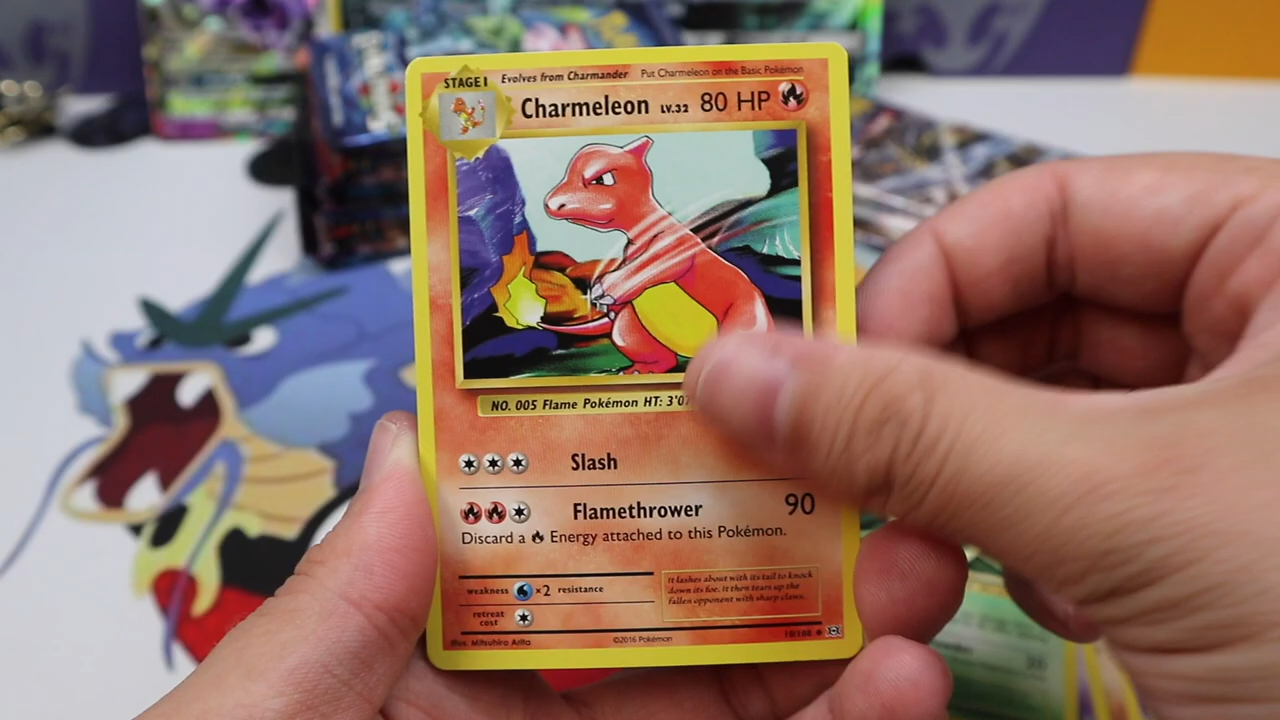 STAGE 1 Evolves from Charmander Put Charmeleon on the Basic Pokémon
Charmeleon LV.32 80 HP
NO. 005 Flame Pokémon HT: 3'07
Slash
Flamethrower 90
Discard a Energy attached to this Pokémon.
weakness ×2 resistance
retreat
cost
It lashes about with its tail to knock
down its foe. It then tears up the
fallen opponent with sharp claws.
Illus. Mitsuhiro Arita ©2016 Pokémon 10/108